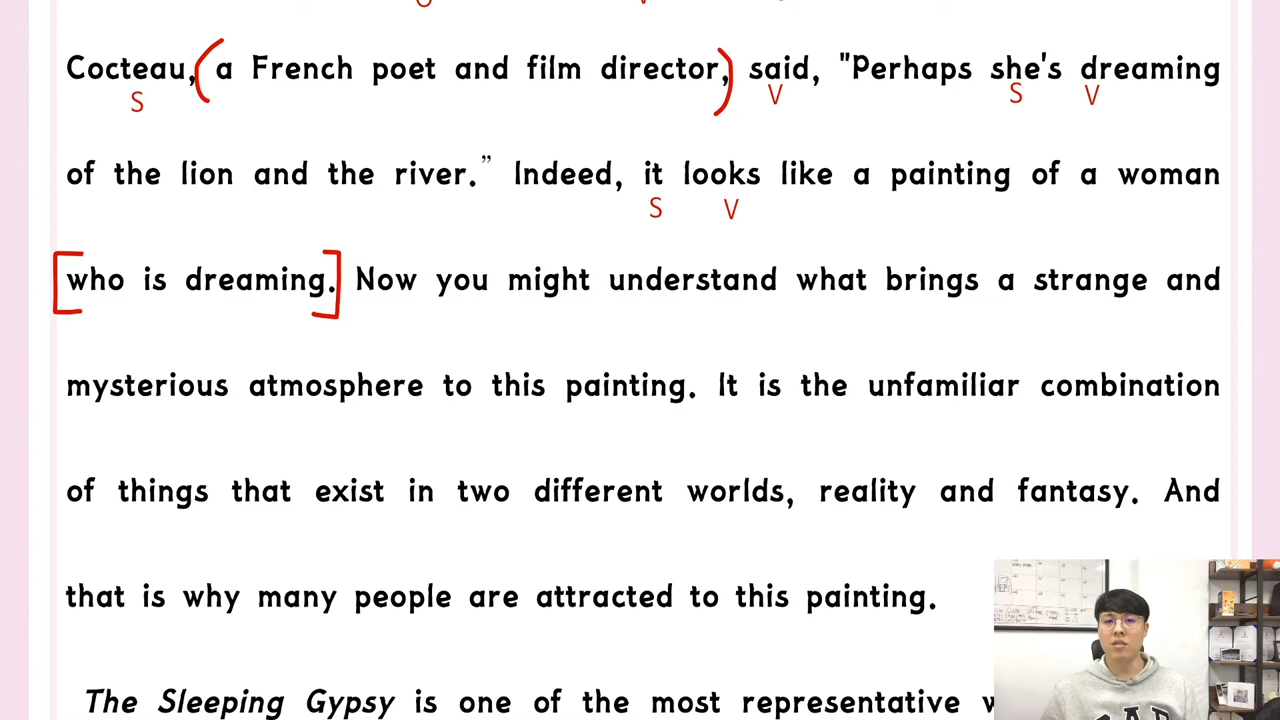 Cocteau, (a French poet and film director,) said, "Perhaps she's dreaming
S V S V
of the lion and the river.” Indeed, it looks like a painting of a woman
S V
[who is dreaming.] Now you might understand what brings a strange and
mysterious atmosphere to this painting. It is the unfamiliar combination
of things that exist in two different worlds, reality and fantasy. And
that is why many people are attracted to this painting.
The Sleeping Gypsy is one of the most representative